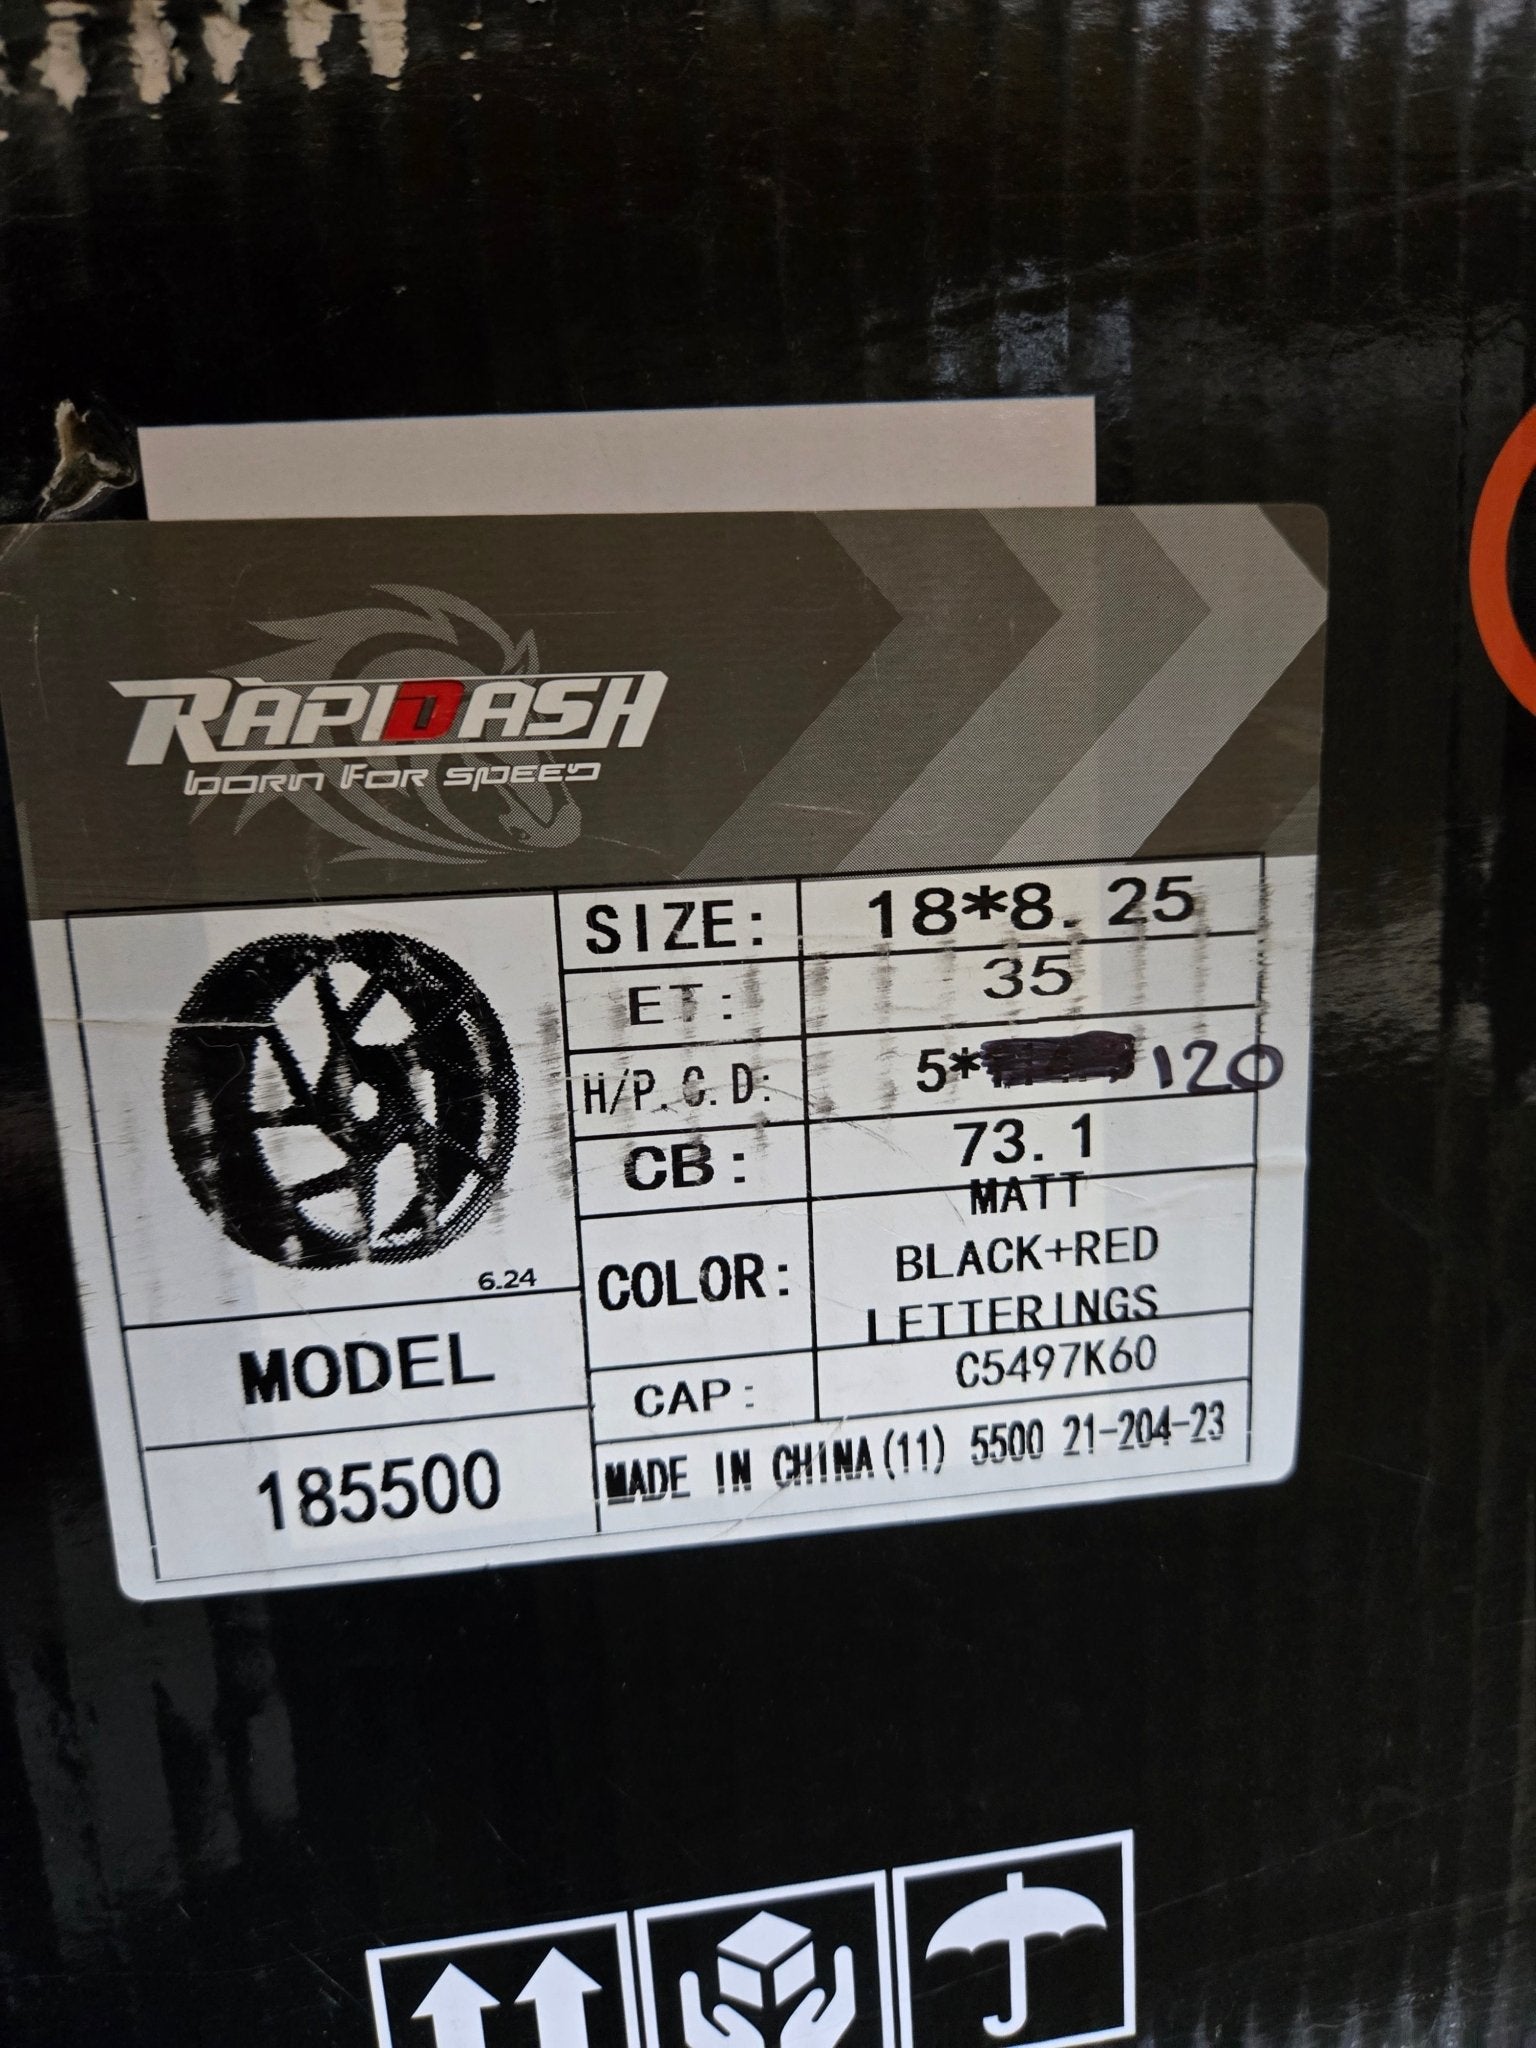 RAPIDASH
BORN FOR SPEED
SIZE: 18*8.25
ET: 35
H/P.C.D: 5* 120
CB: 73.1
COLOR: MATT
BLACK+RED
LETTERINGS
6.24
CAP: C5497K60
MODEL
185500
MADE IN CHINA(11) 5500 21-204-23